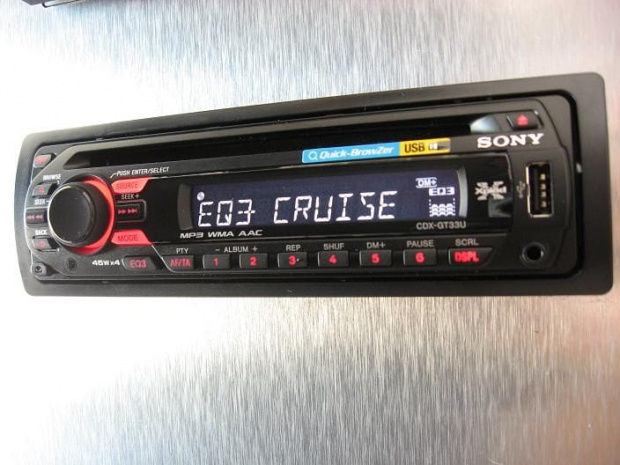 SONY
Quick-BrowZer USB
BROWSE
PUSH ENTER/SELECT
SOURCE
SEEK -
SEEK +
BACK
MODE
DM+
EQ3
EQ3 CRUISE
CDX-GT33U
MP3 WMA AAC
PTY - ALBUM + REP SHUF DM+ PAUSE SCRL
45W×4 EQ3 AF/TA 1 2 3 4 5 6 DSPL